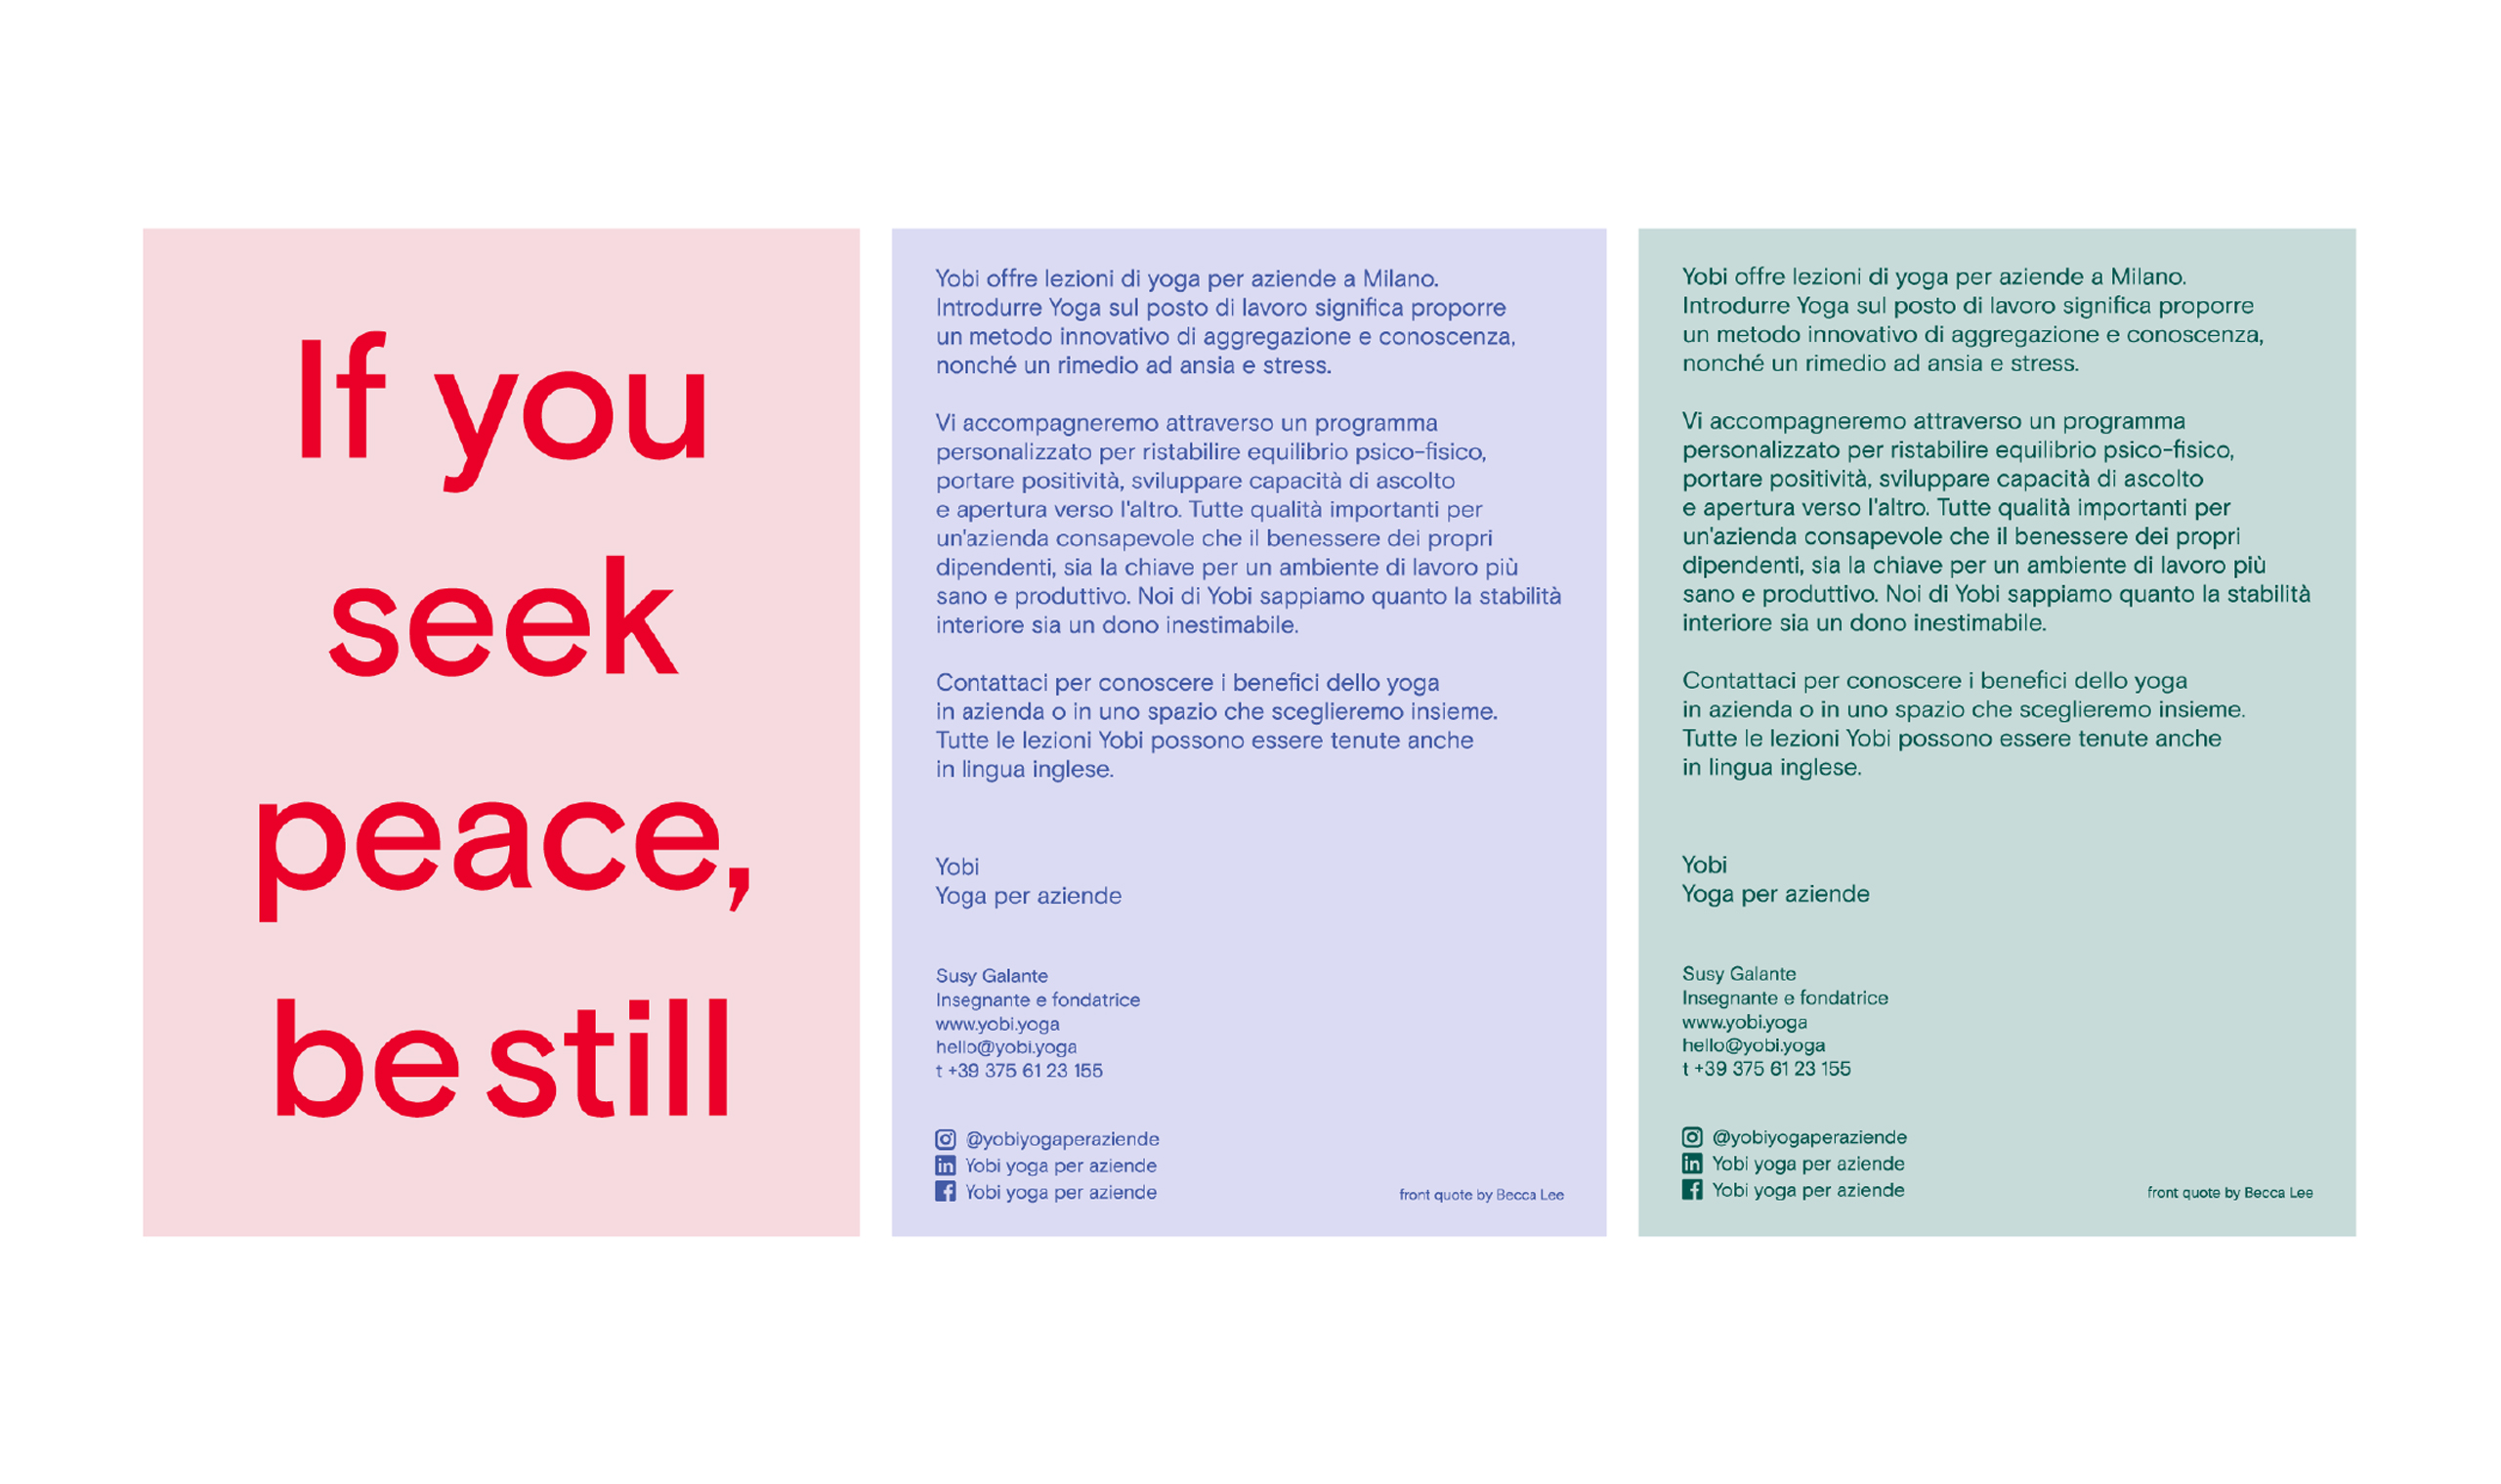 If you
seek
peace,
be still
Yobi offre lezioni di yoga per aziende a Milano.
Introdurre Yoga sul posto di lavoro significa proporre
un metodo innovativo di aggregazione e conoscenza,
nonché un rimedio ad ansia e stress.
Vi accompagneremo attraverso un programma
personalizzato per ristabilire equilibrio psico-fisico,
portare positività, sviluppare capacità di ascolto
e apertura verso l'altro. Tutte qualità importanti per
un'azienda consapevole che il benessere dei propri
dipendenti, sia la chiave per un ambiente di lavoro più
sano e produttivo. Noi di Yobi sappiamo quanto la stabilità
interiore sia un dono inestimabile.
Contattaci per conoscere i benefici dello yoga
in azienda o in uno spazio che sceglieremo insieme.
Tutte le lezioni Yobi possono essere tenute anche
in lingua inglese.
Yobi
Yoga per aziende
Susy Galante
Insegnante e fondatrice
www.yobi.yoga
hello@yobi.yoga
t +39 375 61 23 155
@yobiyogaperaziende
Yobi yoga per aziende
Yobi yoga per aziende
front quote by Becca Lee
Yobi offre lezioni di yoga per aziende a Milano.
Introdurre Yoga sul posto di lavoro significa proporre
un metodo innovativo di aggregazione e conoscenza,
nonché un rimedio ad ansia e stress.
Vi accompagneremo attraverso un programma
personalizzato per ristabilire equilibrio psico-fisico,
portare positività, sviluppare capacità di ascolto
e apertura verso l'altro. Tutte qualità importanti per
un'azienda consapevole che il benessere dei propri
dipendenti, sia la chiave per un ambiente di lavoro più
sano e produttivo. Noi di Yobi sappiamo quanto la stabilità
interiore sia un dono inestimabile.
Contattaci per conoscere i benefici dello yoga
in azienda o in uno spazio che sceglieremo insieme.
Tutte le lezioni Yobi possono essere tenute anche
in lingua inglese.
Yobi
Yoga per aziende
Susy Galante
Insegnante e fondatrice
www.yobi.yoga
hello@yobi.yoga
t +39 375 61 23 155
@yobiyogaperaziende
Yobi yoga per aziende
Yobi yoga per aziende
front quote by Becca Lee